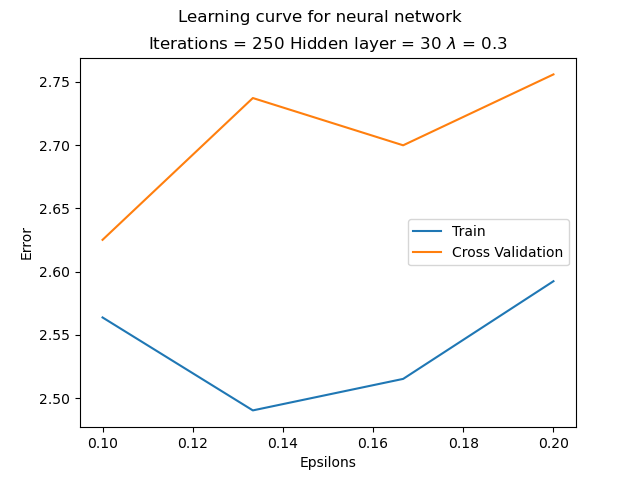 Learning curve for neural network
Iterations = 250 Hidden layer = 30 λ = 0.3
2.75
2.70
2.65
2.60
2.55
2.50
Error
Train
Cross Validation
0.10
0.12
0.14
0.16
0.18
0.20
Epsilons